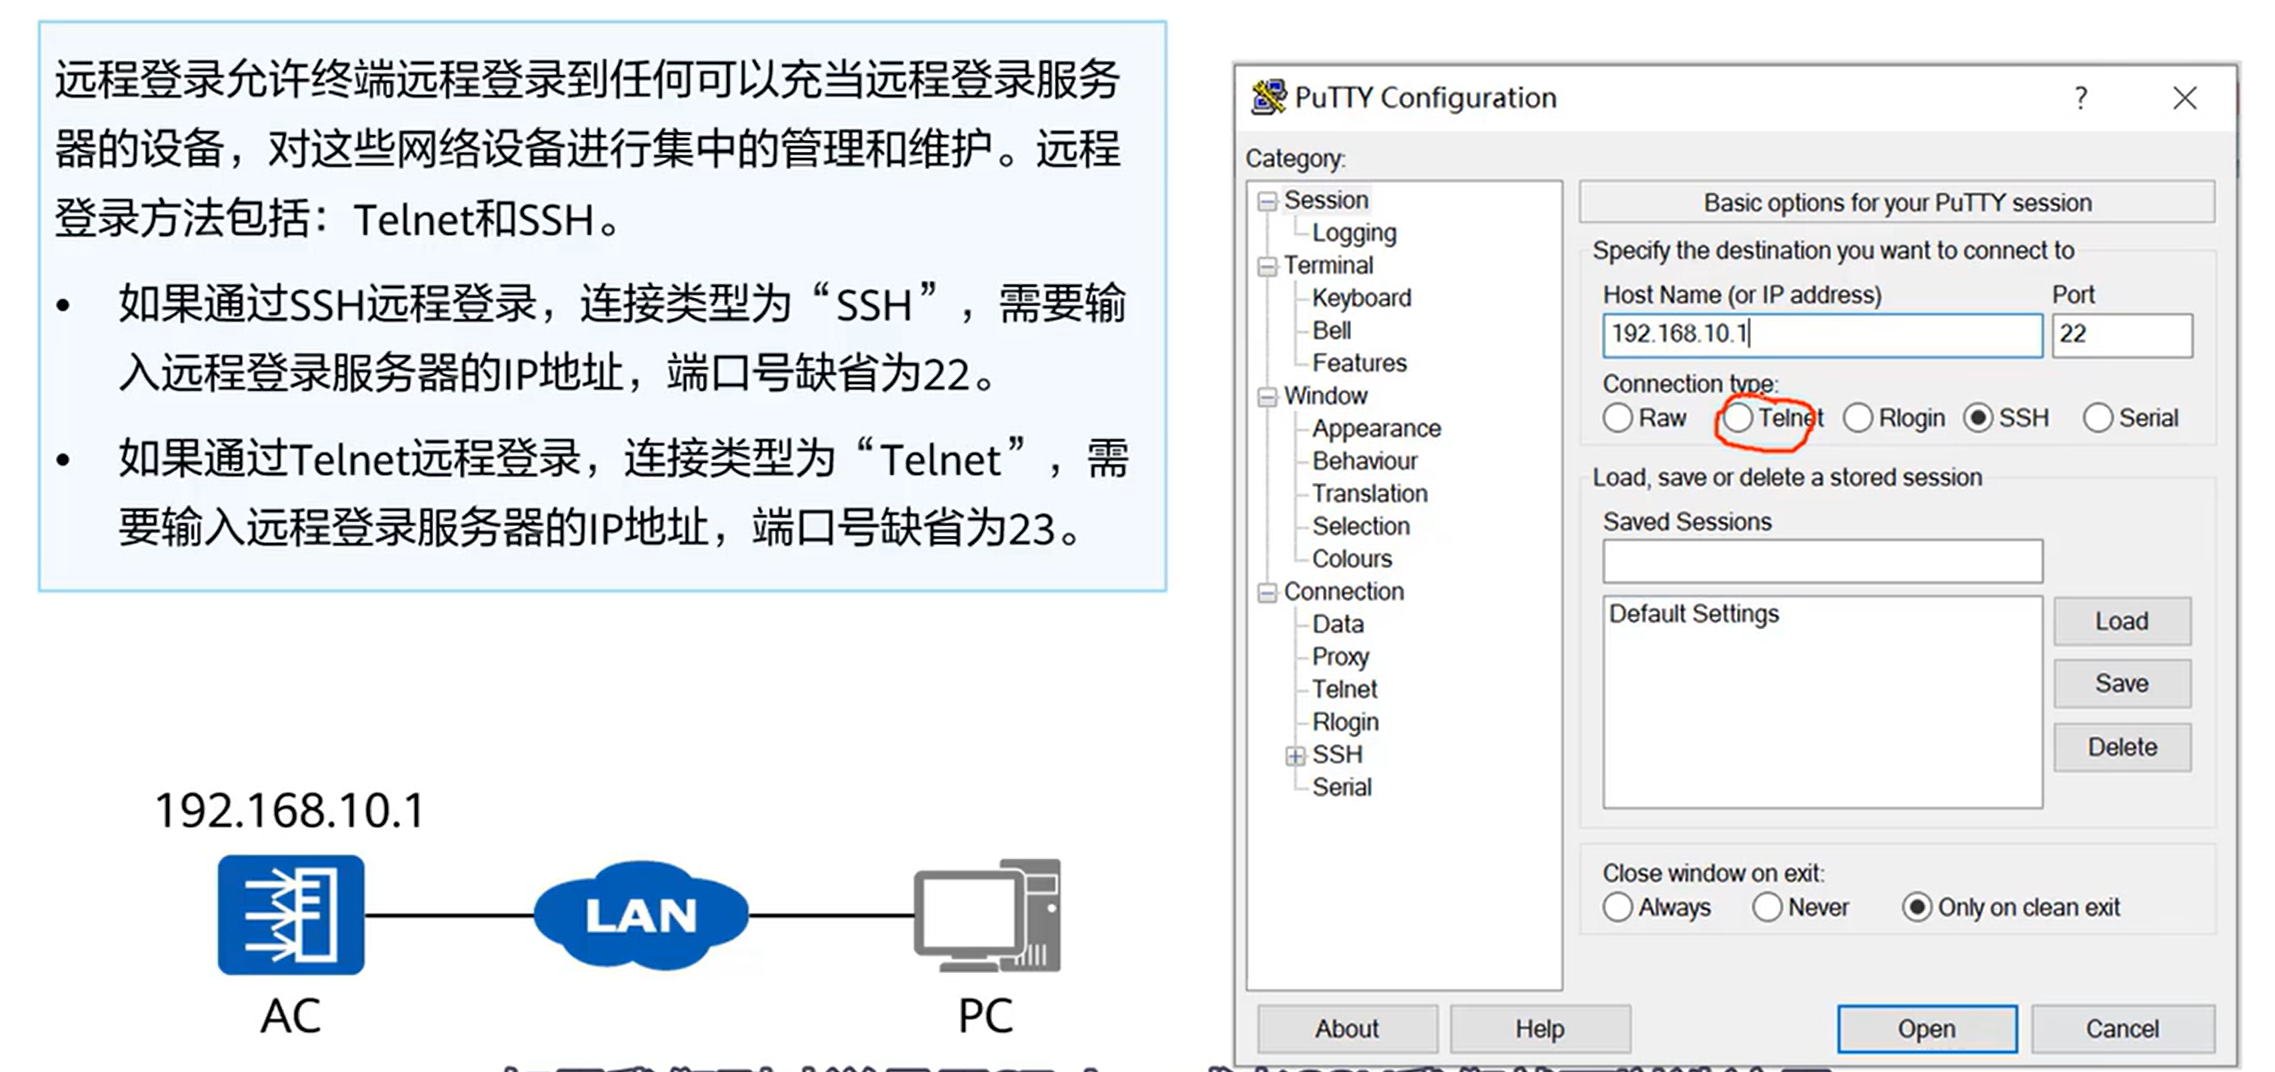 远程登录允许终端远程登录到任何可以充当远程登录服务
器的设备，对这些网络设备进行集中的管理和维护。远程
登录方法包括：Telnet和SSH。
• 如果通过SSH远程登录，连接类型为“SSH”，需要输
入远程登录服务器的IP地址，端口号缺省为22。
• 如果通过Telnet远程登录，连接类型为“Telnet”，需
要输入远程登录服务器的IP地址，端口号缺省为23。
192.168.10.1
LAN
AC
PC
PuTTY Configuration
?
Category:
Session
Logging
Terminal
Keyboard
Bell
Features
Window
Appearance
Behaviour
Translation
Selection
Colours
Connection
Data
Proxy
Telnet
Rlogin
SSH
Serial
Basic options for your PuTTY session
Specify the destination you want to connect to
Host Name (or IP address) Port
192.168.10.1 22
Connection type:
Raw Telnet Rlogin SSH Serial
Load, save or delete a stored session
Saved Sessions
Default Settings
Load
Save
Delete
Close window on exit:
Always Never Only on clean exit
About Help Open Cancel